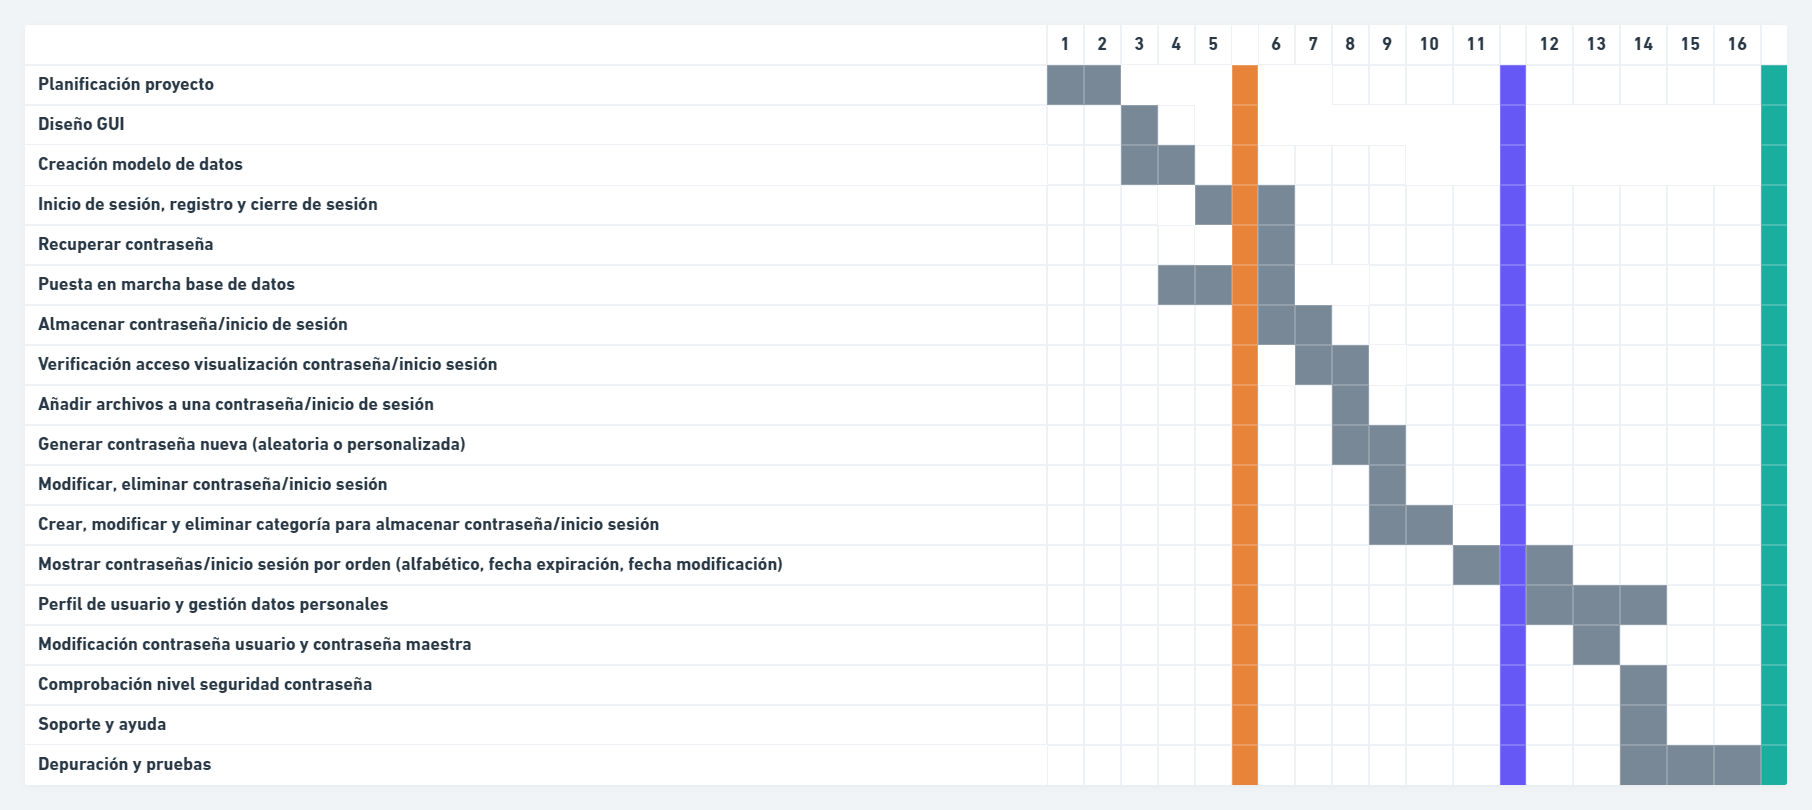 1 2 3 4 5 6 7 8 9 10 11 12 13 14 15 16
Planificación proyecto
Diseño GUI
Creación modelo de datos
Inicio de sesión, registro y cierre de sesión
Recuperar contraseña
Puesta en marcha base de datos
Almacenar contraseña/inicio de sesión
Verificación acceso visualización contraseña/inicio sesión
Añadir archivos a una contraseña/inicio de sesión
Generar contraseña nueva (aleatoria o personalizada)
Modificar, eliminar contraseña/inicio sesión
Crear, modificar y eliminar categoría para almacenar contraseña/inicio sesión
Mostrar contraseñas/inicio sesión por orden (alfabético, fecha expiración, fecha modificación)
Perfil de usuario y gestión datos personales
Modificación contraseña usuario y contraseña maestra
Comprobación nivel seguridad contraseña
Soporte y ayuda
Depuración y pruebas